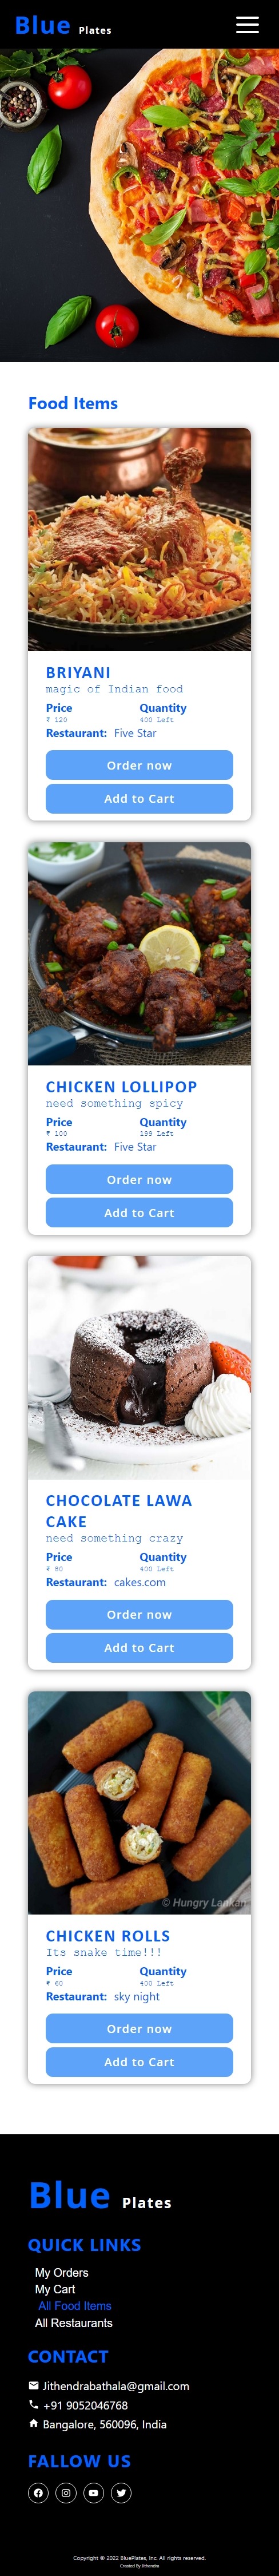 Blue Plates
Food Items
BRIYANI
magic of Indian food
Price Quantity
₹ 120 400 Left
Restaurant: Five Star
Order now
Add to Cart
CHICKEN LOLLIPOP
need something spicy
Price Quantity
₹ 100 199 Left
Restaurant: Five Star
Order now
Add to Cart
CHOCOLATE LAWA
CAKE
need something crazy
Price Quantity
₹ 80 400 Left
Restaurant: cakes.com
Order now
Add to Cart
© Hungry Lankan
CHICKEN ROLLS
Its snake time!!!
Price Quantity
₹ 60 400 Left
Restaurant: sky night
Order now
Add to Cart
Blue Plates
QUICK LINKS
My Orders
My Cart
All Food Items
All Restaurants
CONTACT
Jithendrabathala@gmail.com
+91 9052046768
Bangalore, 560096, India
FALLOW US
Copyright © 2022 BluePlates, Inc. All rights reserved.
Created By Jithendra